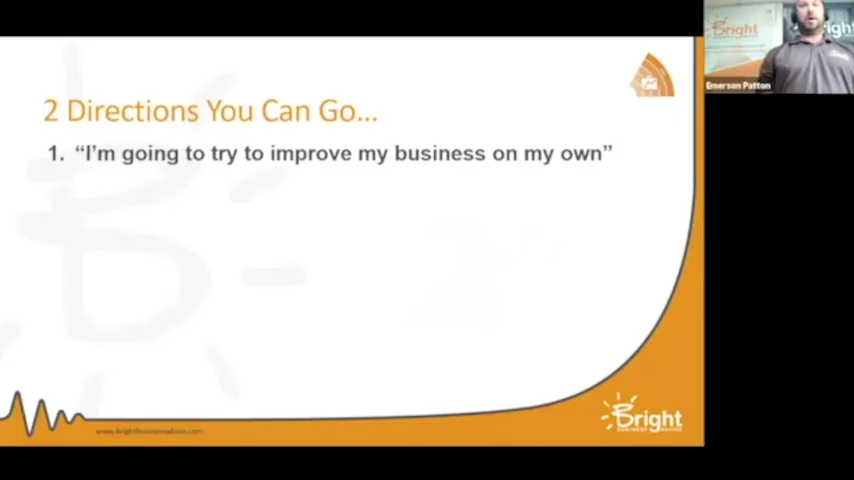 Bright
right
Emerson Patton
2 Directions You Can Go...
1. “I’m going to try to improve my business on my own”
Bright